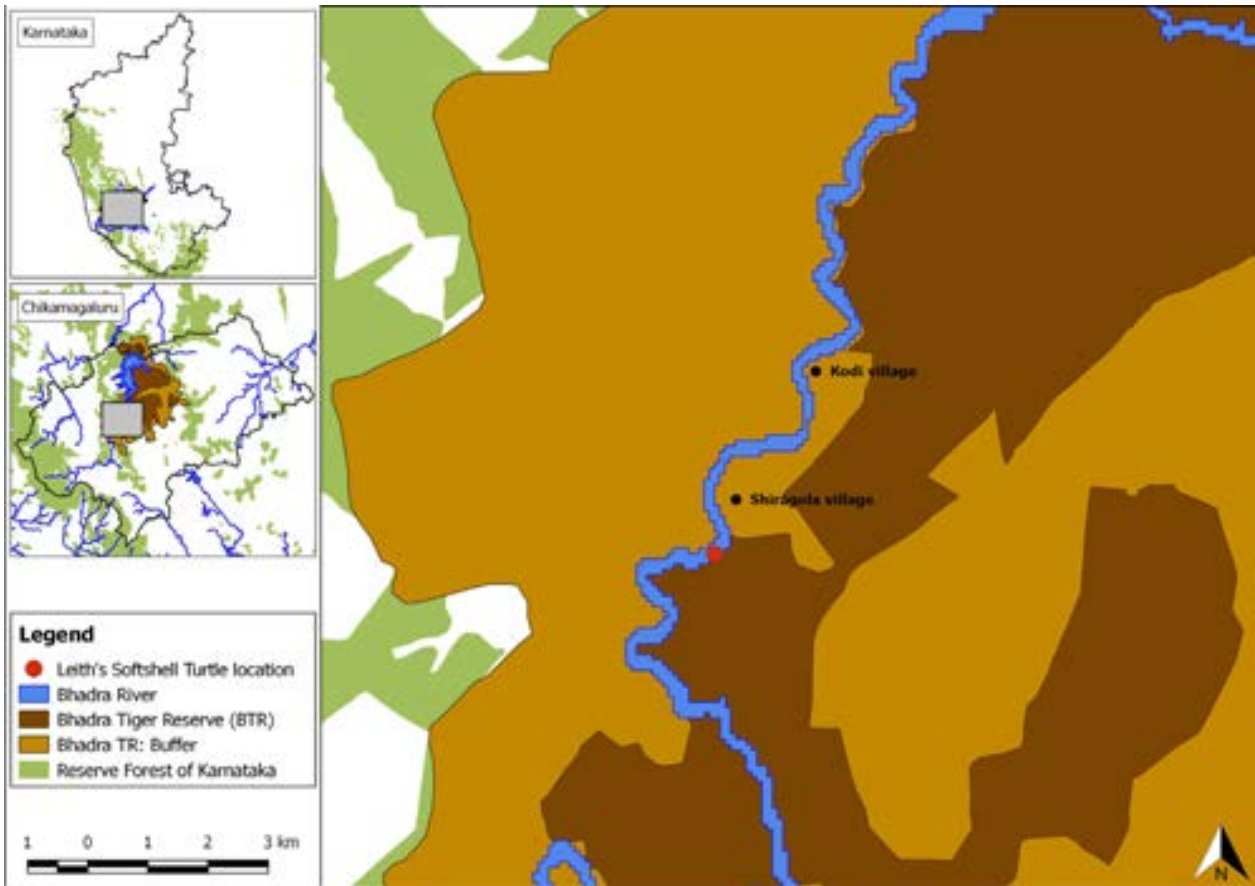 Karnataka
Chikamagaluru
Kodi village
Shiragola village
Legend
Leith's Softshell Turtle location
Bhadra River
Bhadra Tiger Reserve (BTR)
Bhadra TR: Buffer
Reserve Forest of Karnataka
1 0 1 2 3 km
N